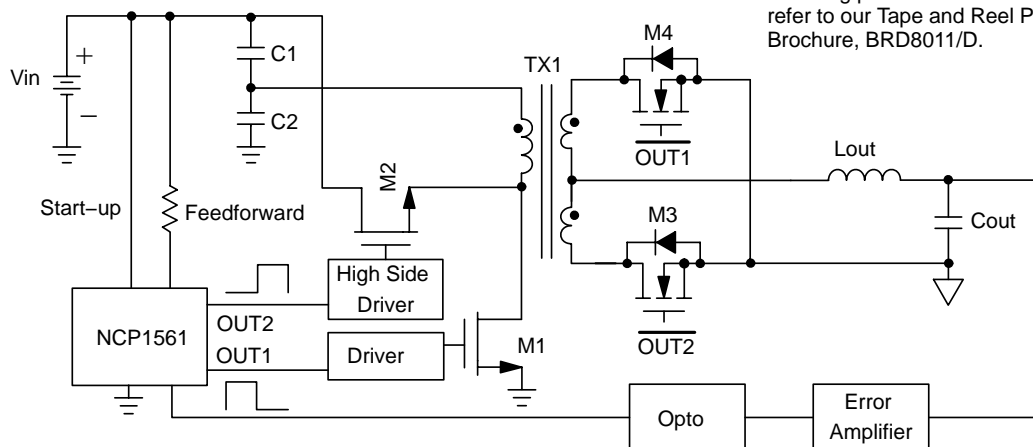 refer to our Tape and Reel P
Brochure, BRD8011/D.
M4
C1
TX1
+
Vin
−
C2
OUT1
Lout
M2
Start−up
Feedforward
M3
Cout
High Side
Driver
OUT2
NCP1561
OUT2
OUT1
Driver
M1
Opto
Error
Amplifier